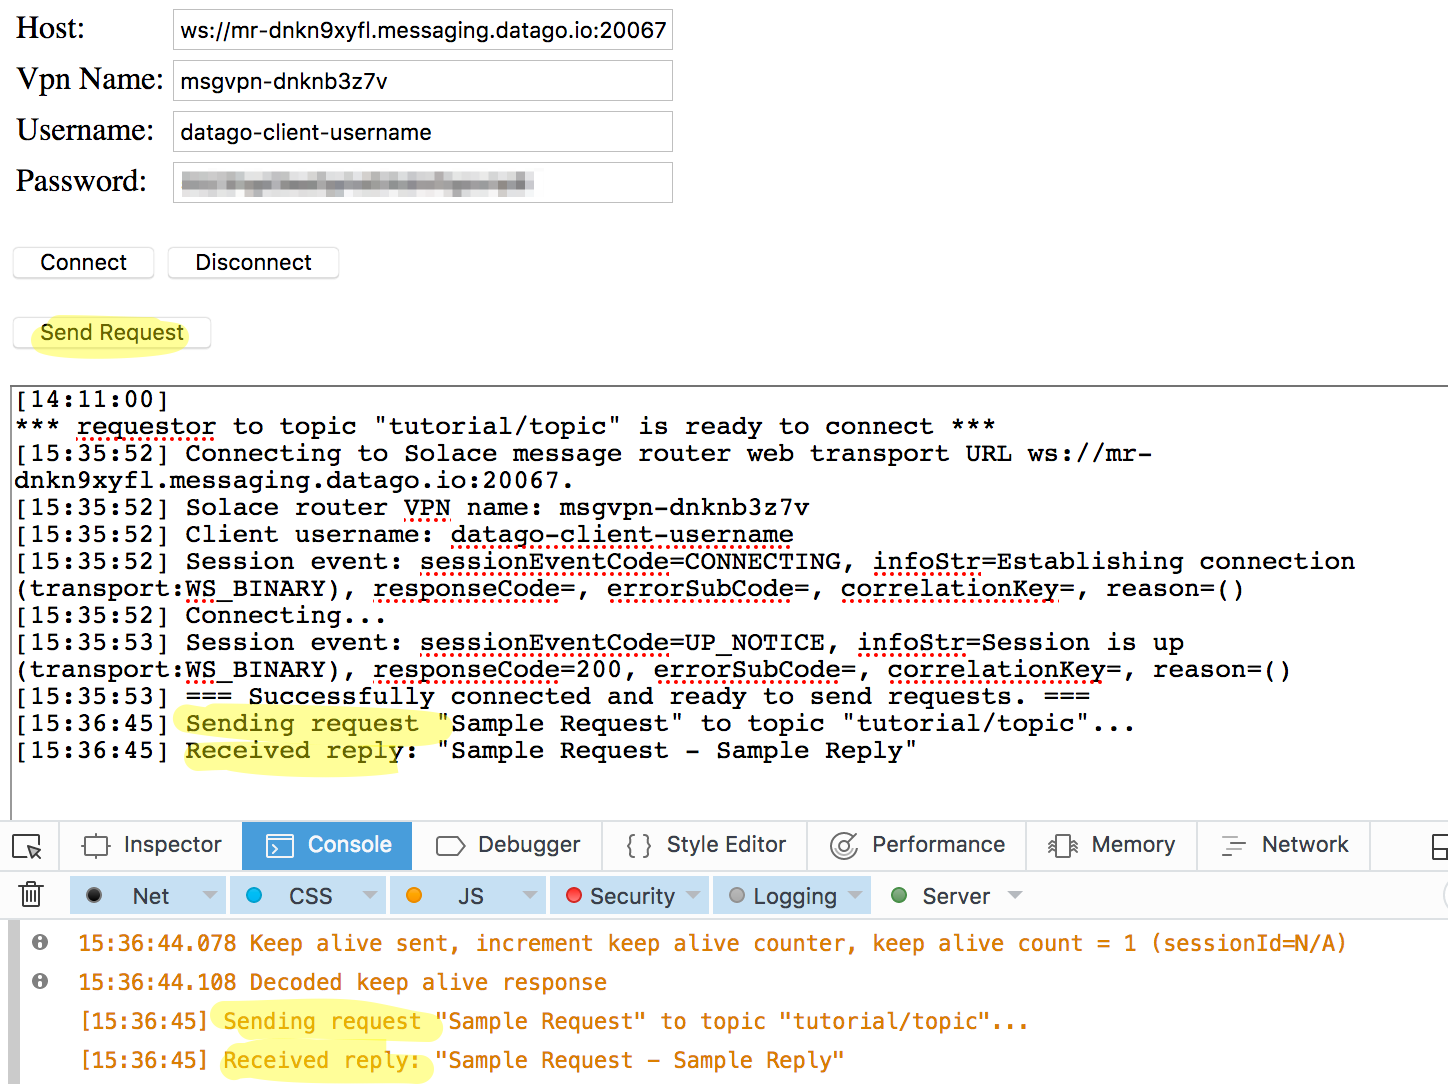 Host: ws://mr-dnkn9xyfl.messaging.datago.io:20067
Vpn Name: msgvpn-dnknb3z7v
Username: datago-client-username
Password:
Connect Disconnect
Send Request
[14:11:00]
*** requestor to topic "tutorial/topic" is ready to connect ***
[15:35:52] Connecting to Solace message router web transport URL ws://mr-
dnkn9xyfl.messaging.datago.io:20067.
[15:35:52] Solace router VPN name: msgvpn-dnknb3z7v
[15:35:52] Client username: datago-client-username
[15:35:52] Session event: sessionEventCode=CONNECTING, infoStr=Establishing connection
(transport:WS_BINARY), responseCode=, errorSubCode=, correlationKey=, reason=()
[15:35:52] Connecting...
[15:35:53] Session event: sessionEventCode=UP_NOTICE, infoStr=Session is up
(transport:WS_BINARY), responseCode=200, errorSubCode=, correlationKey=, reason=()
[15:35:53] === Successfully connected and ready to send requests. ===
[15:36:45] Sending request "Sample Request" to topic "tutorial/topic"...
[15:36:45] Received reply: "Sample Request - Sample Reply"
Inspector Console Debugger { } Style Editor Performance Memory Network
Net CSS JS Security Logging Server
15:36:44.078 Keep alive sent, increment keep alive counter, keep alive count = 1 (sessionId=N/A)
15:36:44.108 Decoded keep alive response
[15:36:45] Sending request "Sample Request" to topic "tutorial/topic"...
[15:36:45] Received reply: "Sample Request - Sample Reply"